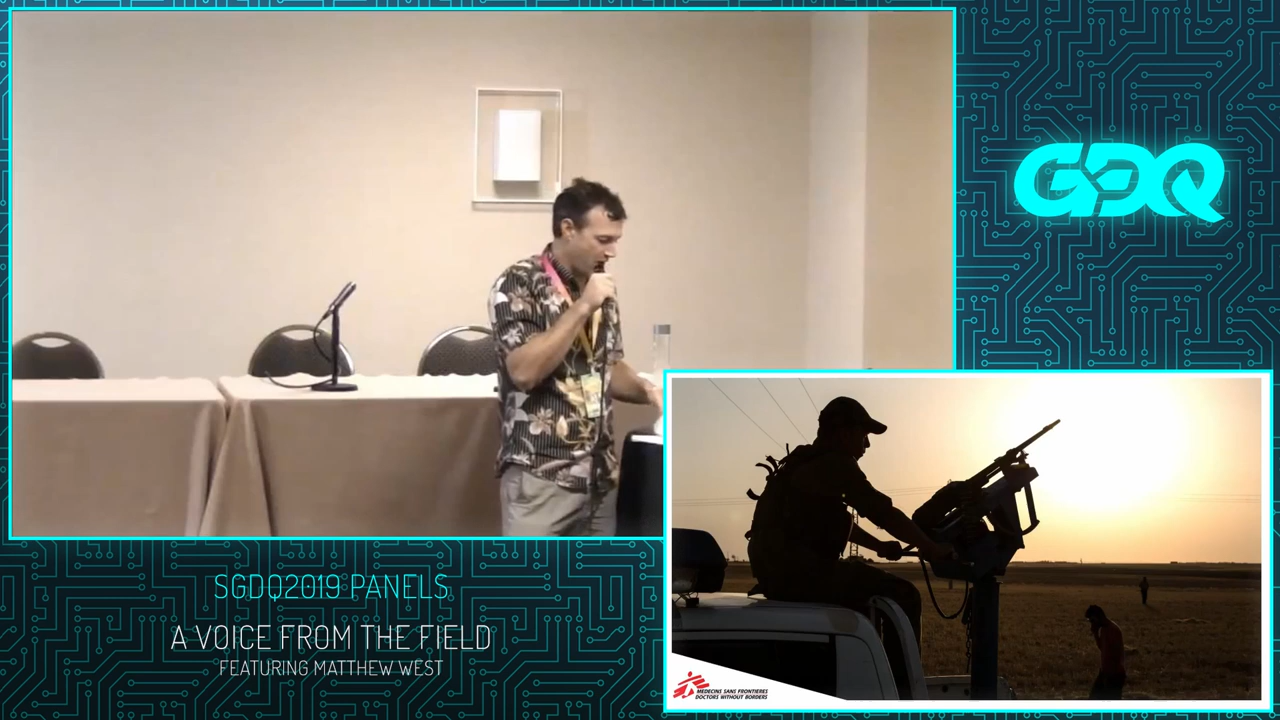 GDQ
SGDQ2019 PANELS
A VOICE FROM THE FIELD
FEATURING MATTHEW WEST
MEDECINS SANS FRONTIERES
DOCTORS WITHOUT BORDERS